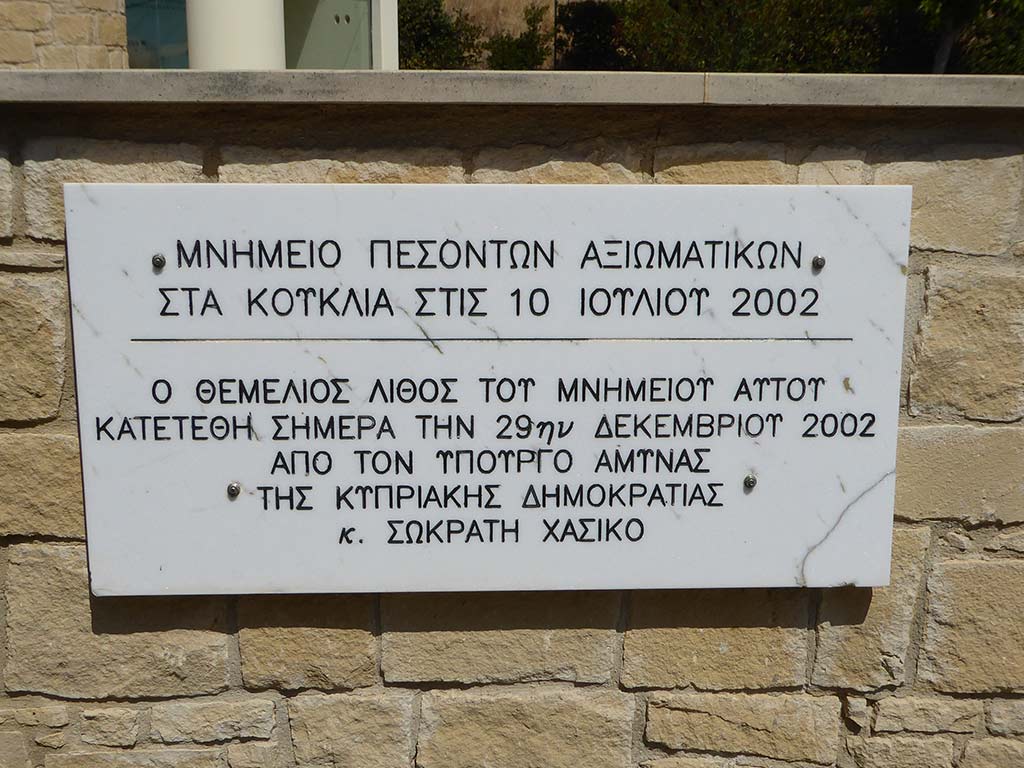 ΜΝΗΜΕΙΟ ΠΕΣΟΝΤΩΝ ΑΞΙΩΜΑΤΙΚΩΝ
ΣΤΑ ΚΟΥΚΛΙΑ ΣΤΙΣ 10 ΙΟΥΛΙΟΥ 2002
Ο ΘΕΜΕΛΙΟΣ ΛΙΘΟΣ ΤΟΥ ΜΝΗΜΕΙΟΥ ΑΥΤΟΥ
ΚΑΤΕΤΕΘΗ ΣΗΜΕΡΑ ΤΗΝ 29ην ΔΕΚΕΜΒΡΙΟΥ 2002
ΑΠΟ ΤΟΝ ΥΠΟΥΡΓΟ ΑΜΥΝΑΣ
ΤΗΣ ΚΥΠΡΙΑΚΗΣ ΔΗΜΟΚΡΑΤΙΑΣ
κ. ΣΩΚΡΑΤΗ ΧΑΣΙΚΟ